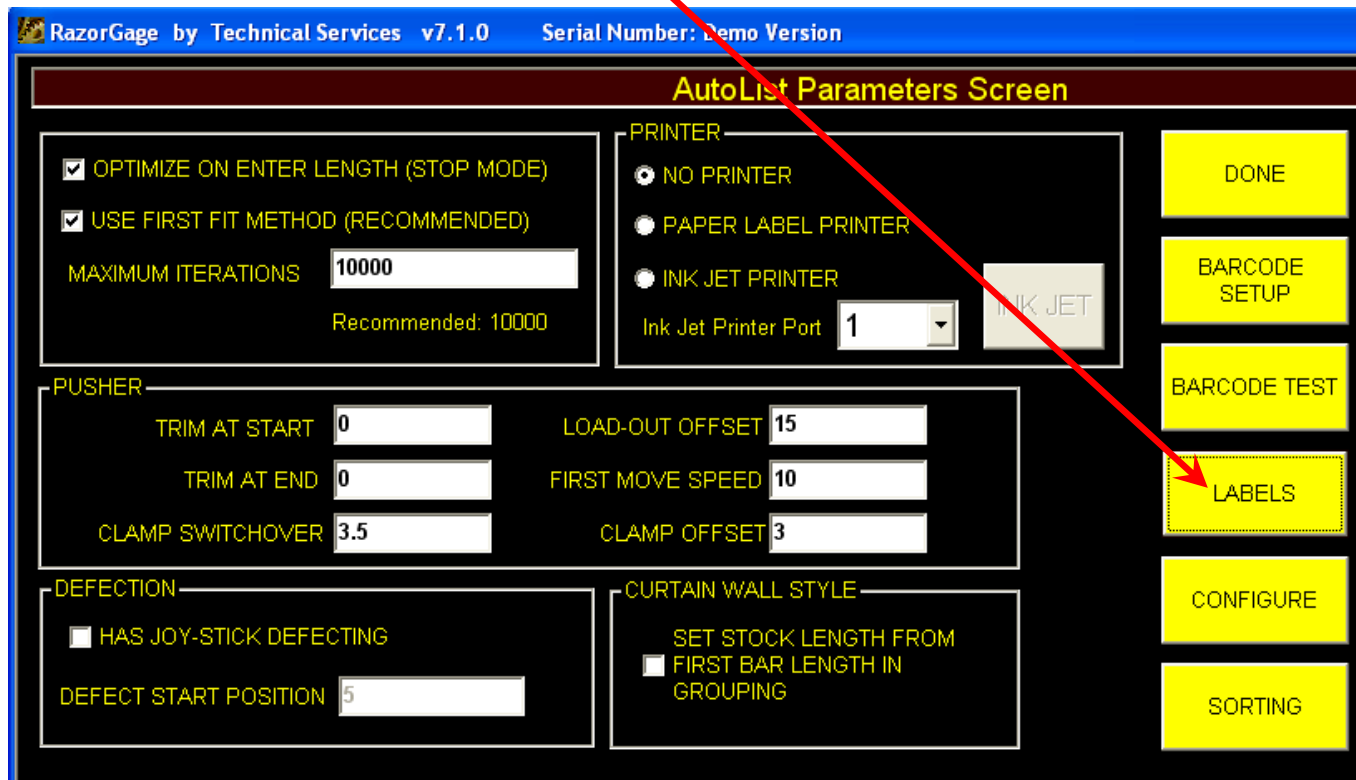 RazorGage by Technical Services v7.1.0 Serial Number: Demo Version
AutoList Parameters Screen
OPTIMIZE ON ENTER LENGTH (STOP MODE)
USE FIRST FIT METHOD (RECOMMENDED)
MAXIMUM ITERATIONS 10000
Recommended: 10000
PRINTER
NO PRINTER
PAPER LABEL PRINTER
INK JET PRINTER
Ink Jet Printer Port 1
INK JET
PUSHER
TRIM AT START 0
LOAD-OUT OFFSET 15
TRIM AT END 0
FIRST MOVE SPEED 10
CLAMP SWITCHOVER 3.5
CLAMP OFFSET 3
DEFECTION
HAS JOY-STICK DEFECTING
DEFECT START POSITION 5
CURTAIN WALL STYLE
SET STOCK LENGTH FROM
FIRST BAR LENGTH IN
GROUPING
DONE
BARCODE
SETUP
BARCODE TEST
LABELS
CONFIGURE
SORTING